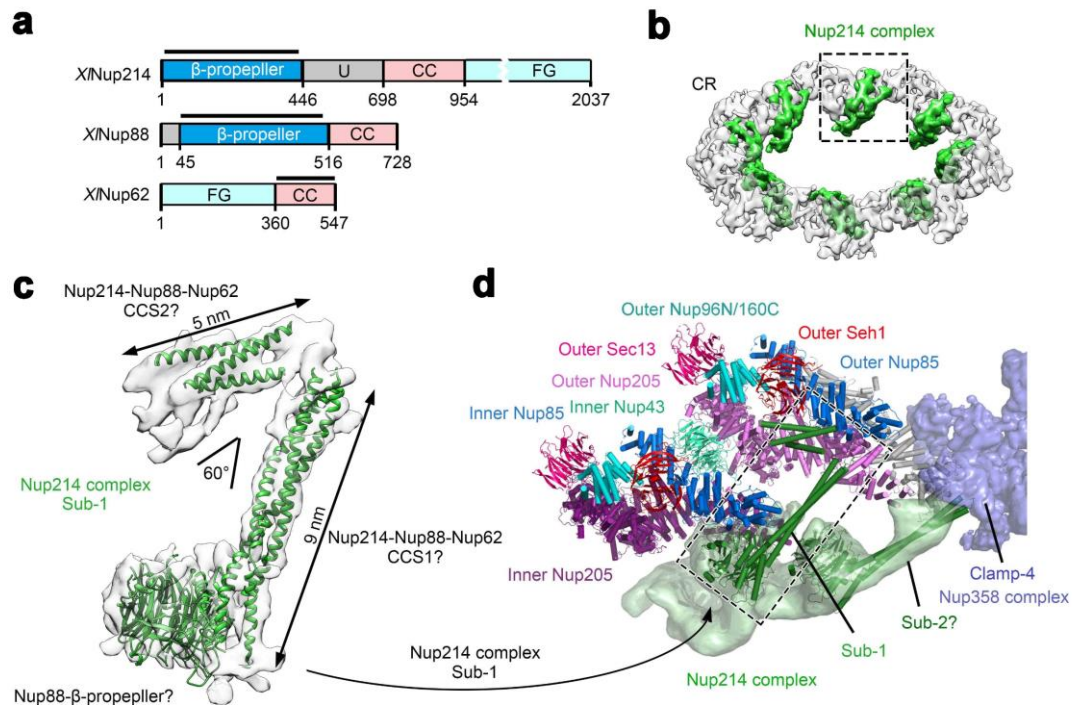 a
XlNup214
β-propepller
U
CC
FG
1
446
698
954
2037
XlNup88
β-propeller
CC
1
45
516
728
XlNup62
FG
CC
1
360
547
b
Nup214 complex
CR
c
Nup214-Nup88-Nup62
CCS2?
5 nm
60°
Nup214 complex
Sub-1
9 nm
Nup214-Nup88-Nup62
CCS1?
Nup88-β-propepller?
Nup214 complex
Sub-1
d
Outer Nup96N/160C
Outer Sec13
Outer Seh1
Outer Nup205
Outer Nup85
Inner Nup85
Inner Nup43
Inner Nup205
Clamp-4
Nup358 complex
Sub-2?
Sub-1
Nup214 complex